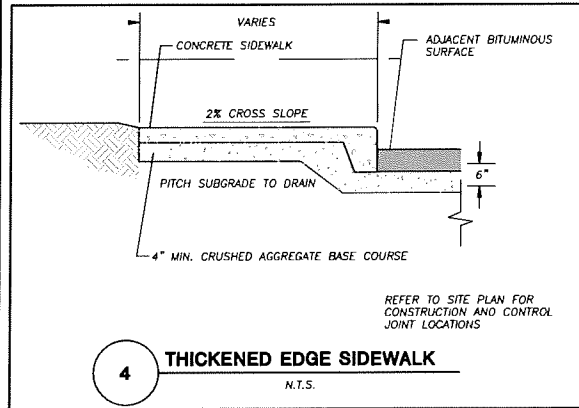 VARIES
CONCRETE SIDEWALK
ADJACENT BITUMINOUS
SURFACE
2% CROSS SLOPE
PITCH SUBGRADE TO DRAIN
6"
4" MIN. CRUSHED AGGREGATE BASE COURSE
REFER TO SITE PLAN FOR
CONSTRUCTION AND CONTROL
JOINT LOCATIONS
4 THICKENED EDGE SIDEWALK
N.T.S.